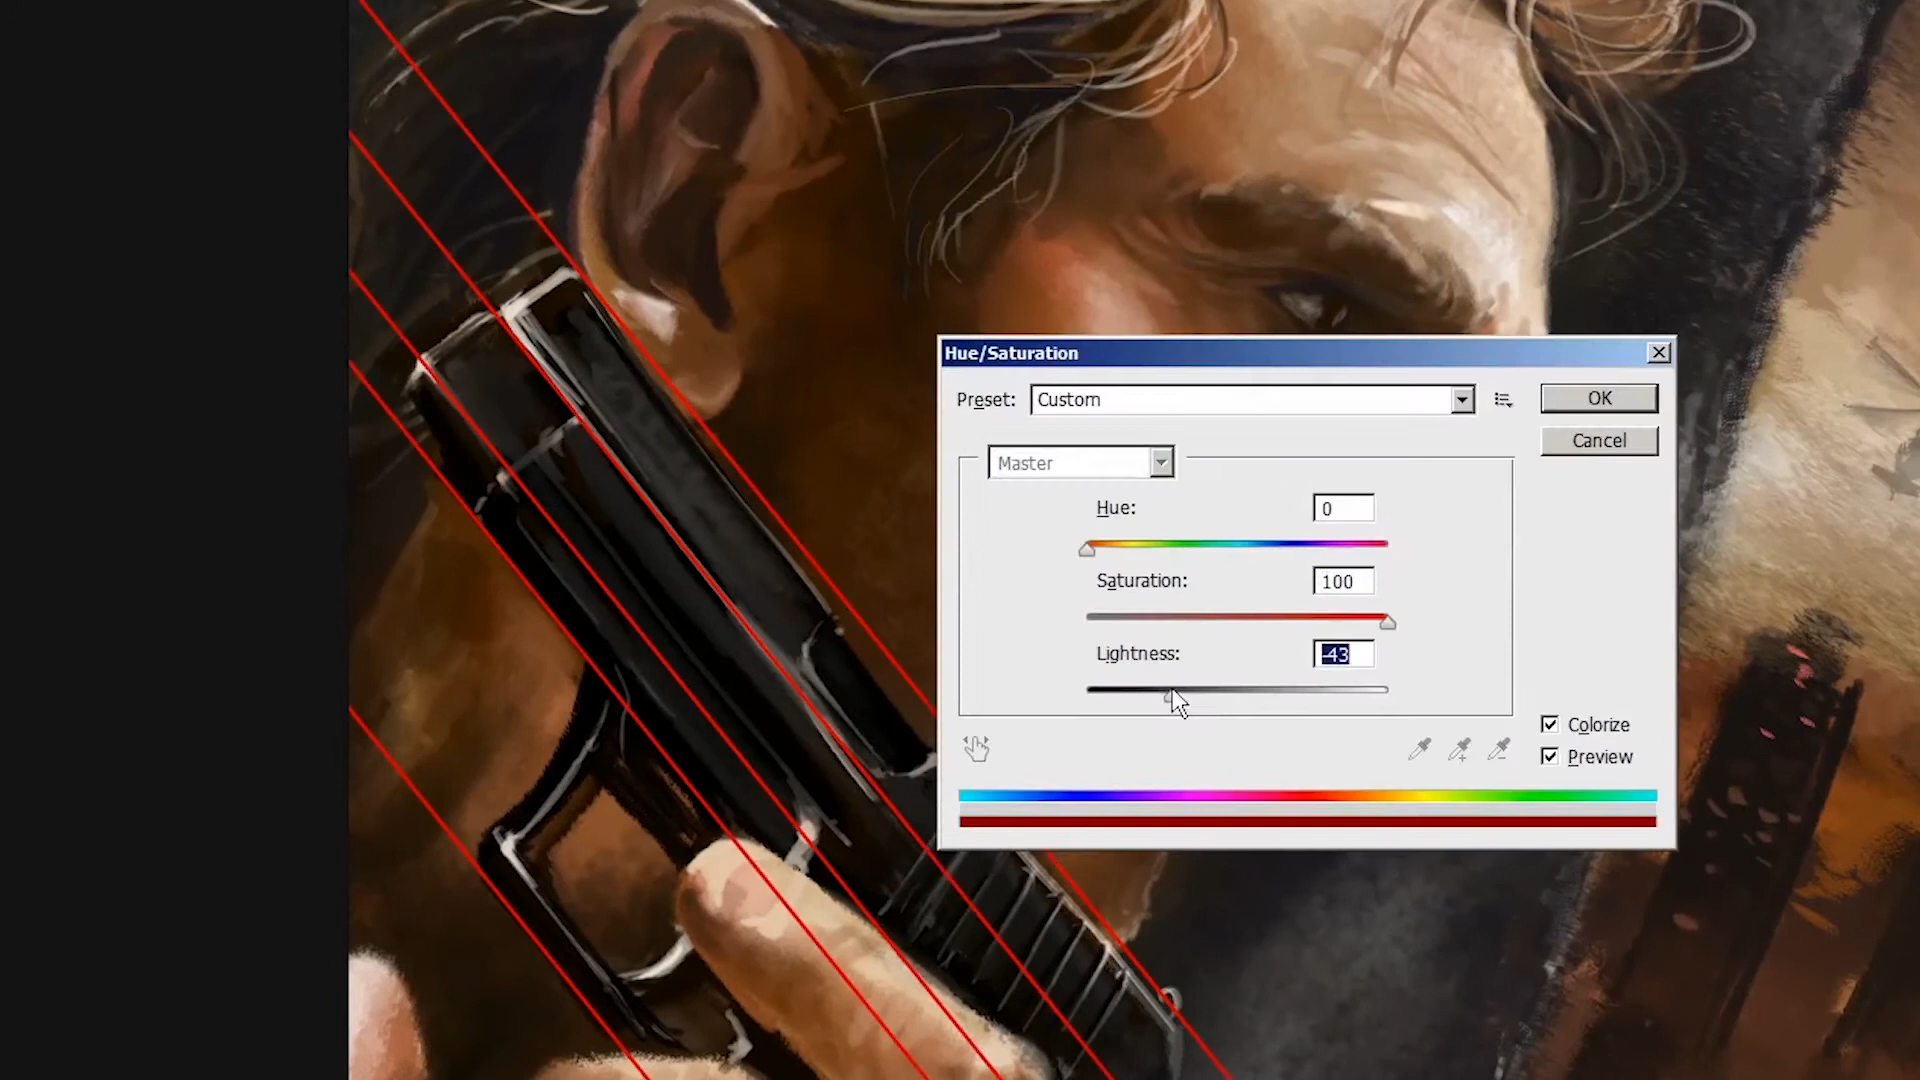 Hue/Saturation
Preset: Custom
OK
Cancel
Master
Hue: 0
Saturation: 100
Lightness: -43
Colorize
Preview